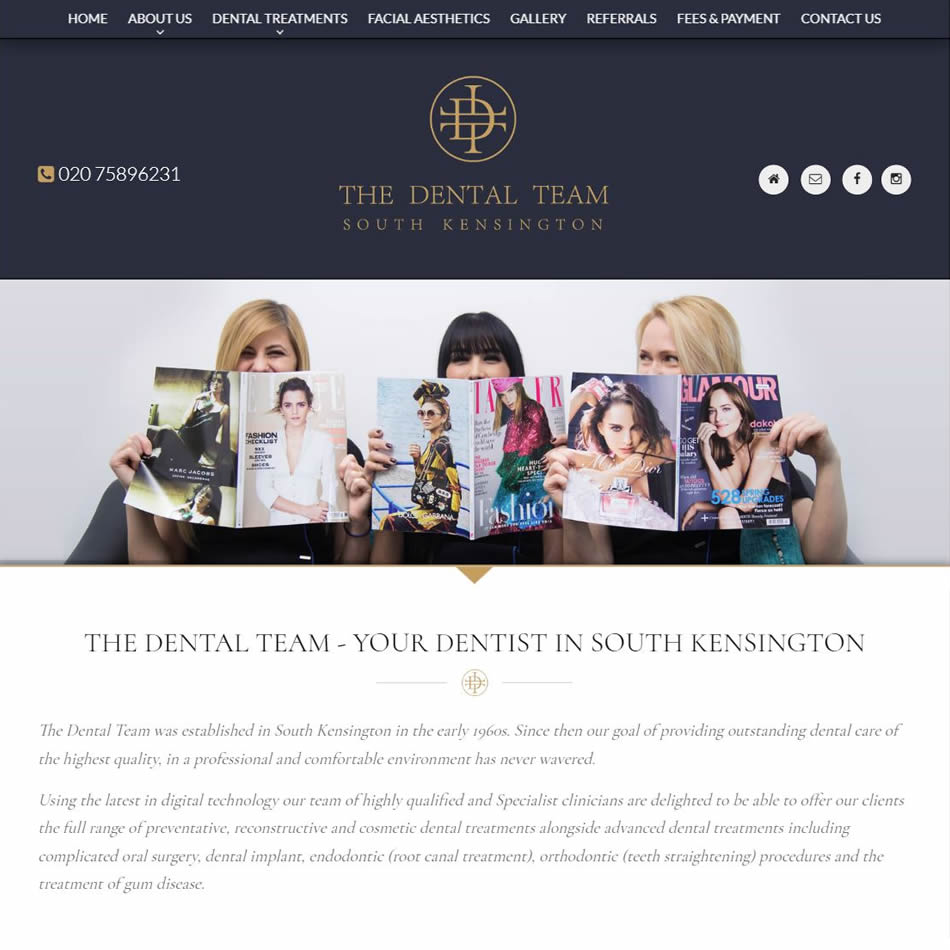 HOME ABOUT US DENTAL TREATMENTS FACIAL AESTHETICS GALLERY REFERRALS FEES & PAYMENT CONTACT US
THE DENTAL TEAM
SOUTH KENSINGTON
020 75896231
MARC JACOBS
FASHION
CHECKLIST
SEX
SLEEVES
SHOES
DOLCE & GABBANA
Fashion
Miss Dior
GLAMOUR
dakota
528 SPRING
UPGRADES
THE DENTAL TEAM - YOUR DENTIST IN SOUTH KENSINGTON
The Dental Team was established in South Kensington in the early 1960s. Since then our goal of providing outstanding dental care of
the highest quality, in a professional and comfortable environment has never wavered.
Using the latest in digital technology our team of highly qualified and Specialist clinicians are delighted to be able to offer our clients
the full range of preventative, reconstructive and cosmetic dental treatments alongside advanced dental treatments including
complicated oral surgery, dental implant, endodontic (root canal treatment), orthodontic (teeth straightening) procedures and the
treatment of gum disease.